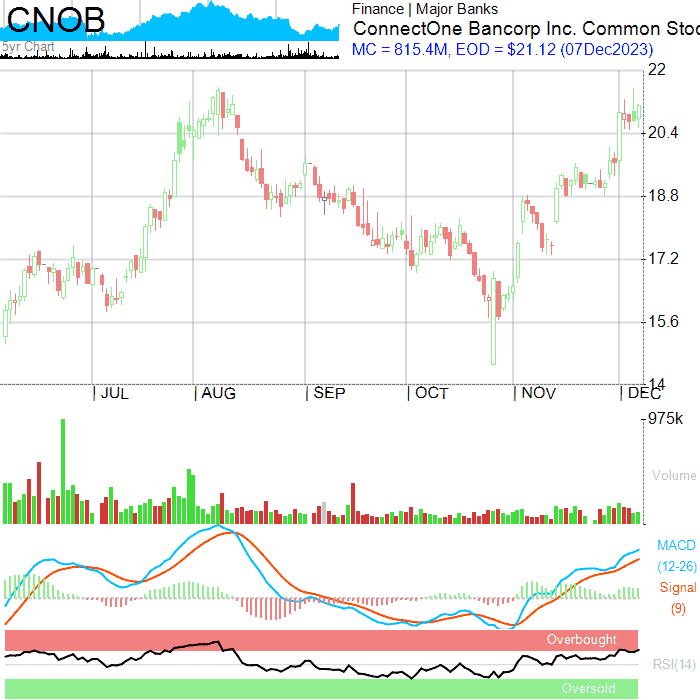 CNOB
5yr Chart
Finance | Major Banks
ConnectOne Bancorp Inc. Common Stoc
MC = 815.4M, EOD = $21.12 (07Dec2023)
22
20.4
18.8
17.2
15.6
14
| JUL | AUG | SEP | OCT | NOV | DEC
975k
Volume
MACD
(12-26)
Signal
(9)
Overbought
RSI(14)
Oversold